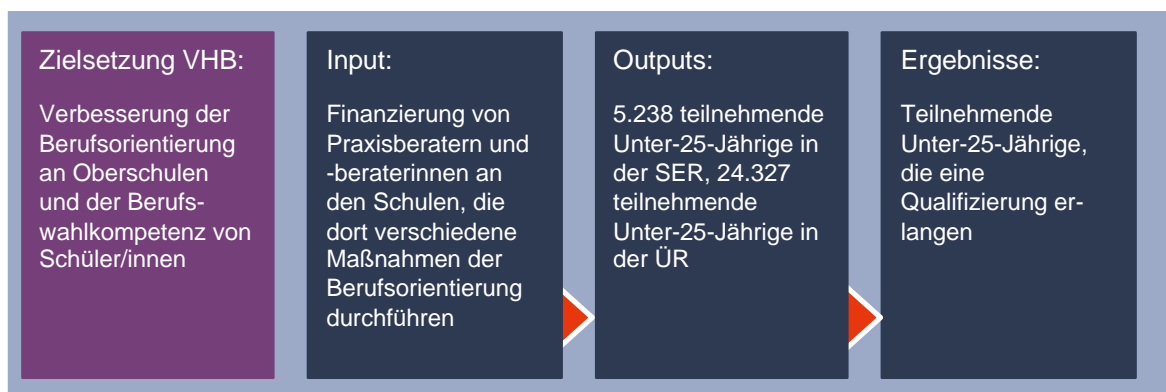 Zielsetzung VHB:
Verbesserung der
Berufsorientierung
an Oberschulen
und der Berufs-
wahlkompetenz von
Schüler/innen
Input:
Finanzierung von
Praxisberatern und
-beraterinnen an
den Schulen, die
dort verschiedene
Maßnahmen der
Berufsorientierung
durchführen
Outputs:
5.238 teilnehmende
Unter-25-Jährige in
der SER, 24.327
teilnehmende
Unter-25-Jährige in
der ÜR
Ergebnisse:
Teilnehmende
Unter-25-Jährige,
die eine
Qualifizierung er-
langen